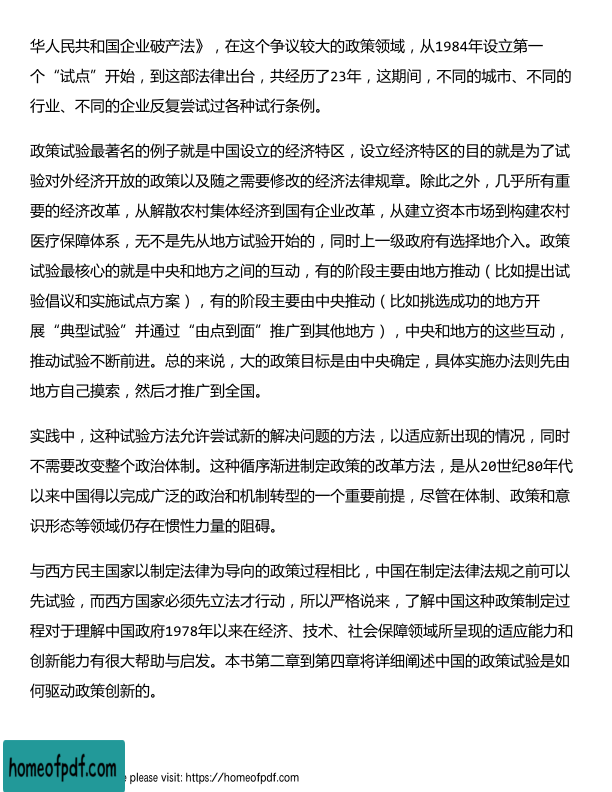 华人民共和国企业破产法》，在这个争议较大的政策领域，从1984年设立第一
个“试点”开始，到这部法律出台，共经历了23年，这期间，不同的城市、不同的
行业、不同的企业反复尝试过各种试行条例。
政策试验最著名的例子就是中国设立的经济特区，设立经济特区的目的就是为了试
验对外经济开放的政策以及随之需要修改的经济法律规章。除此之外，几乎所有重
要的经济改革，从解散农村集体经济到国有企业改革，从建立资本市场到构建农村
医疗保障体系，无不是先从地方试验开始的，同时上一级政府有选择地介入。政策
试验最核心的就是中央和地方之间的互动，有的阶段主要由地方推动（比如提出试
验倡议和实施试点方案），有的阶段主要由中央推动（比如挑选成功的地方开
展“典型试验”并通过“由点到面”推广到其他地方），中央和地方的这些互动，
推动试验不断前进。总的来说，大的政策目标是由中央确定，具体实施办法则先由
地方自己摸索，然后才推广到全国。
实践中，这种试验方法允许尝试新的解决问题的方法，以适应新出现的情况，同时
不需要改变整个政治体制。这种循序渐进制定政策的改革方法，是从20世纪80年代
以来中国得以完成广泛的政治和机制转型的一个重要前提，尽管在体制、政策和意
识形态等领域仍存在惯性力量的阻碍。
与西方民主国家以制定法律为导向的政策过程相比，中国在制定法律法规之前可以
先试验，而西方国家必须先立法才行动，所以严格说来，了解中国这种政策制定过
程对于理解中国政府1978年以来在经济、技术、社会保障领域所呈现的适应能力和
创新能力有很大帮助与启发。本书第二章到第四章将详细阐述中国的政策试验是如
何驱动政策创新的。
homeofpdf.com
e please visit: https://homeofpdf.com